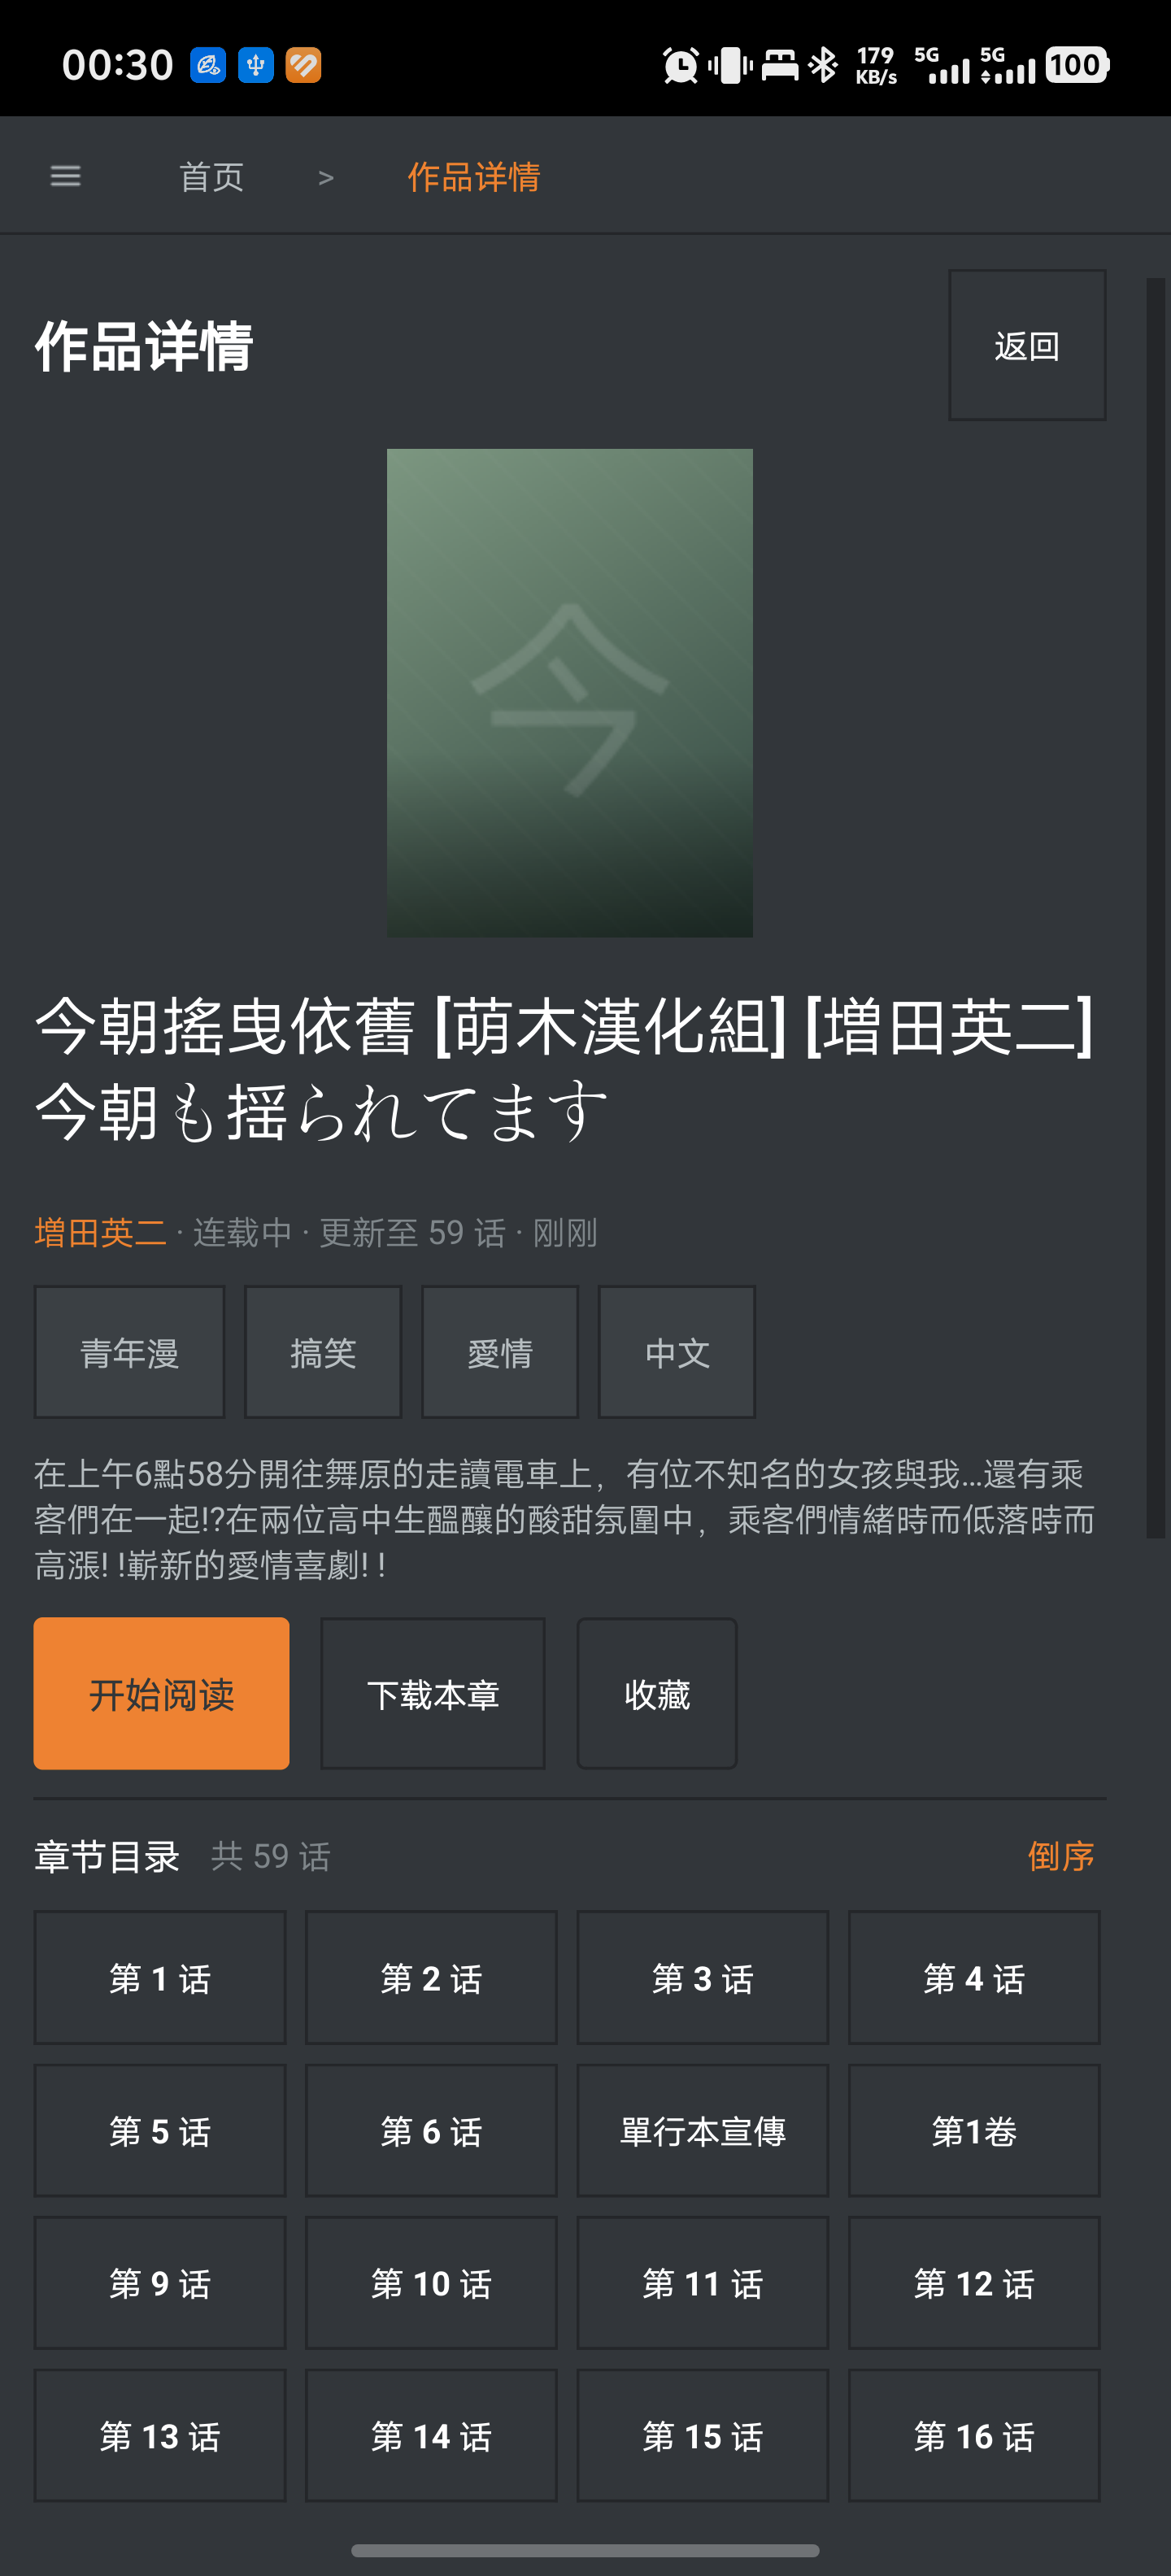 00:30
179 KB/s 5G 5G 100
首页 > 作品详情
作品详情
返回
今
今朝搖曳依舊 [萌木漢化組] [増田英二]
今朝も揺られてます
増田英二 · 连载中 · 更新至 59 话 · 刚刚
青年漫 搞笑 愛情 中文
在上午6點58分開往舞原的走讀電車上，有位不知名的女孩與我...還有乘
客們在一起!?在兩位高中生醞釀的酸甜氛圍中，乘客們情緒時而低落時而
高漲! !嶄新的愛情喜劇! !
开始阅读 下载本章 收藏
章节目录 共 59 话 倒序
第 1 话 第 2 话 第 3 话 第 4 话
第 5 话 第 6 话 單行本宣傳 第1卷
第 9 话 第 10 话 第 11 话 第 12 话
第 13 话 第 14 话 第 15 话 第 16 话